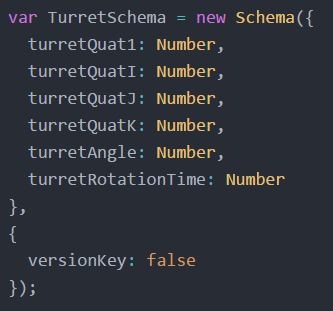 var TurretSchema = new Schema({
  turretQuat1: Number,
  turretQuatI: Number,
  turretQuatJ: Number,
  turretQuatK: Number,
  turretAngle: Number,
  turretRotationTime: Number
},
{
  versionKey: false
});